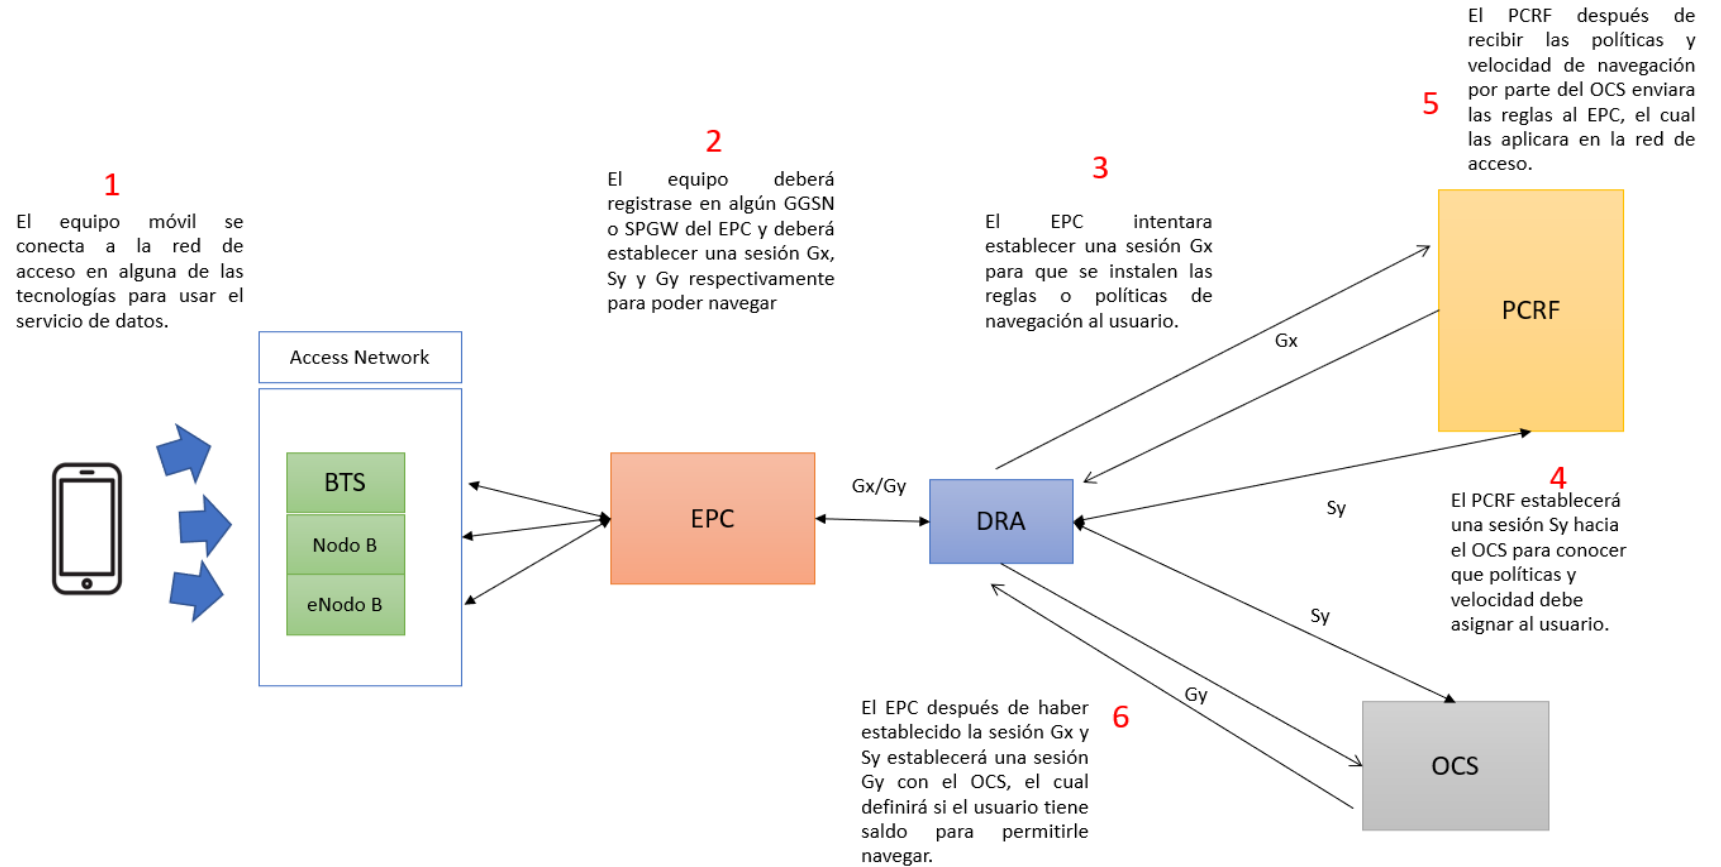 1
El equipo móvil se
conecta a la red de
acceso en alguna de las
tecnologías para usar el
servicio de datos.
2
El equipo deberá
registrase en algún GGSN
o SPGW del EPC y deberá
establecer una sesión Gx,
Sy y Gy respectivamente
para poder navegar
3
El EPC intentara
establecer una sesión Gx
para que se instalen las
reglas o políticas de
navegación al usuario.
5
El PCRF después de
recibir las políticas y
velocidad de navegación
por parte del OCS enviara
las reglas al EPC, el cual
las aplicara en la red de
acceso.
Access Network
BTS
Nodo B
eNodo B
EPC
Gx/Gy
DRA
Gx
PCRF
Sy
4
El PCRF establecerá
una sesión Sy hacia
el OCS para conocer
que políticas y
velocidad debe
asignar al usuario.
Sy
Gy
OCS
6
El EPC después de haber
establecido la sesión Gx y
Sy establecerá una sesión
Gy con el OCS, el cual
definirá si el usuario tiene
saldo para permitirle
navegar.